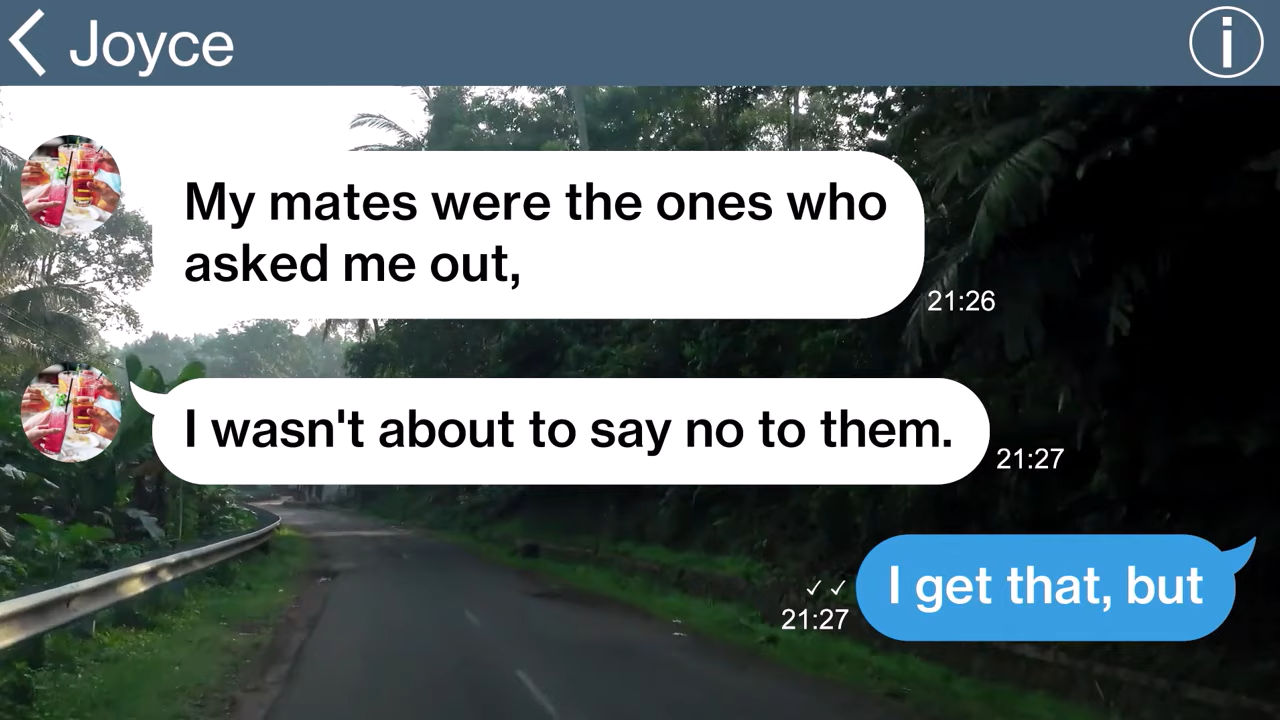 Joyce
My mates were the ones who
asked me out,
21:26
I wasn't about to say no to them.
21:27
I get that, but
✓✓
21:27